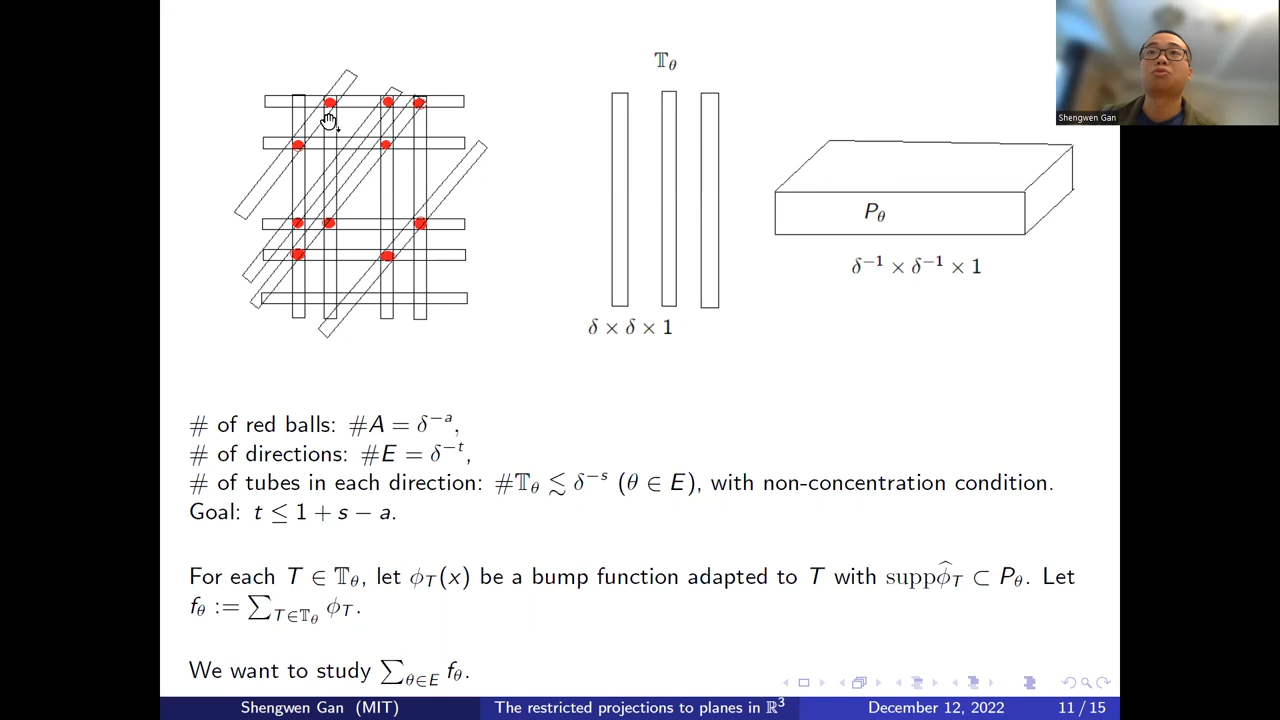 𝕋_θ
P_θ
δ × δ × 1
δ⁻¹ × δ⁻¹ × 1
Shengwen Gan
# of red balls: #A = δ^{−a},
# of directions: #E = δ^{−t},
# of tubes in each direction: #𝕋_θ ≲ δ^{−s} (θ ∈ E), with non-concentration condition.
Goal: t ≤ 1 + s − a.
For each T ∈ 𝕋_θ, let ϕ_T(x) be a bump function adapted to T with supp\widehat{ϕ}_T ⊂ P_θ. Let
f_θ := ∑_{T∈𝕋_θ} ϕ_T.
We want to study ∑_{θ∈E} f_θ.
Shengwen Gan (MIT)
The restricted projections to planes in ℝ³
December 12, 2022
11 / 15